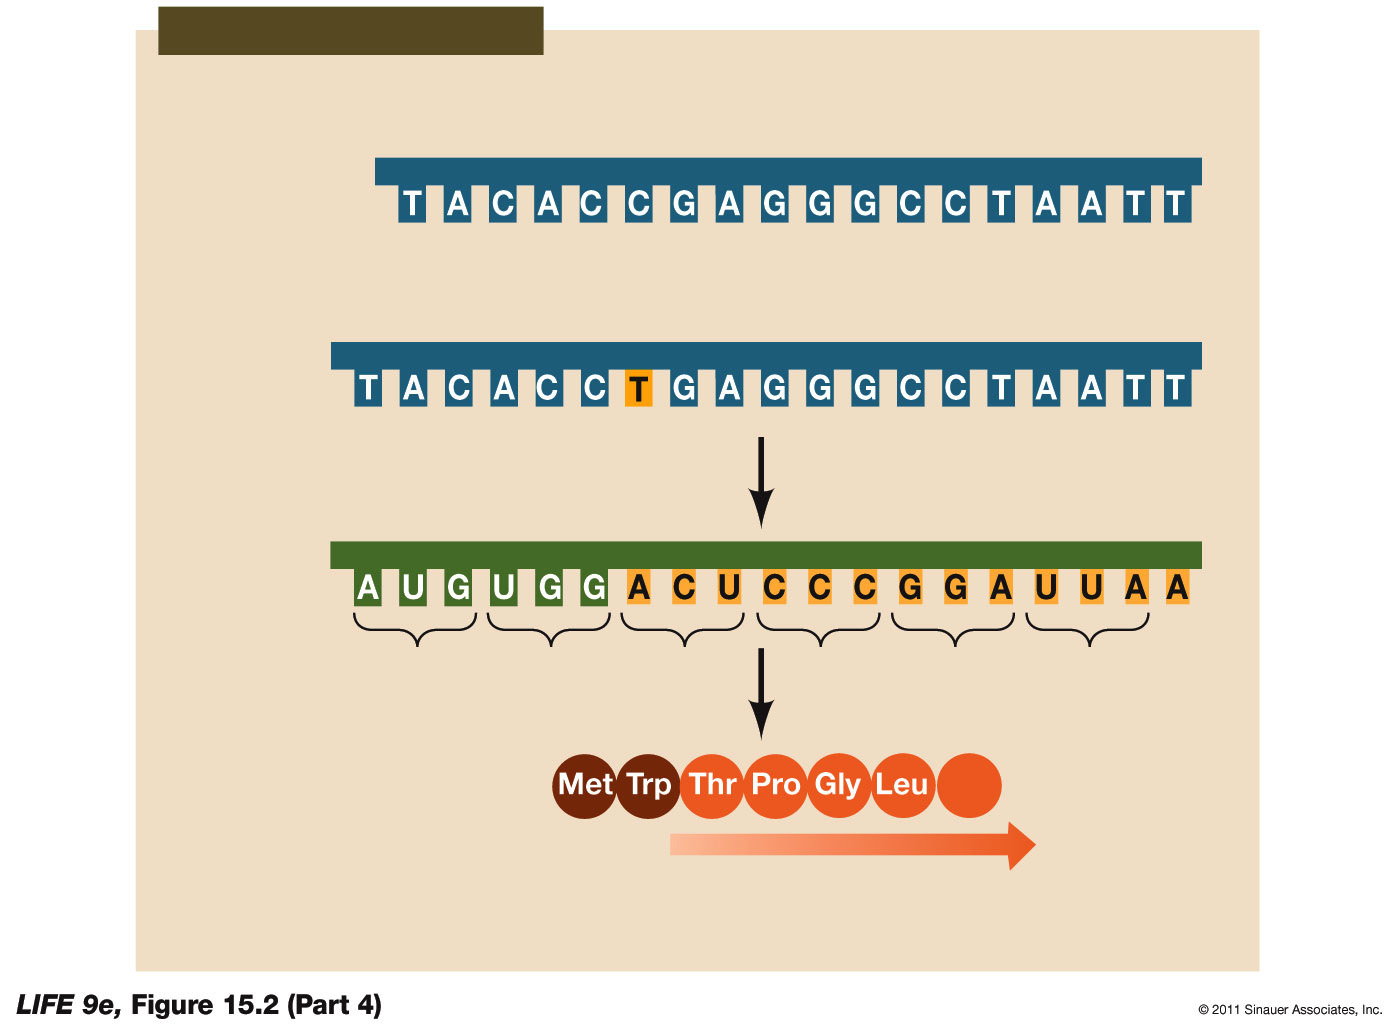 T A C A C C G A G G G C C T A A T T
T A C A C C T G A G G G C C T A A T T
A U G U G G A C U C C C G G A U U A A
Met Trp Thr Pro Gly Leu
LIFE 9e, Figure 15.2 (Part 4)
© 2011 Sinauer Associates, Inc.